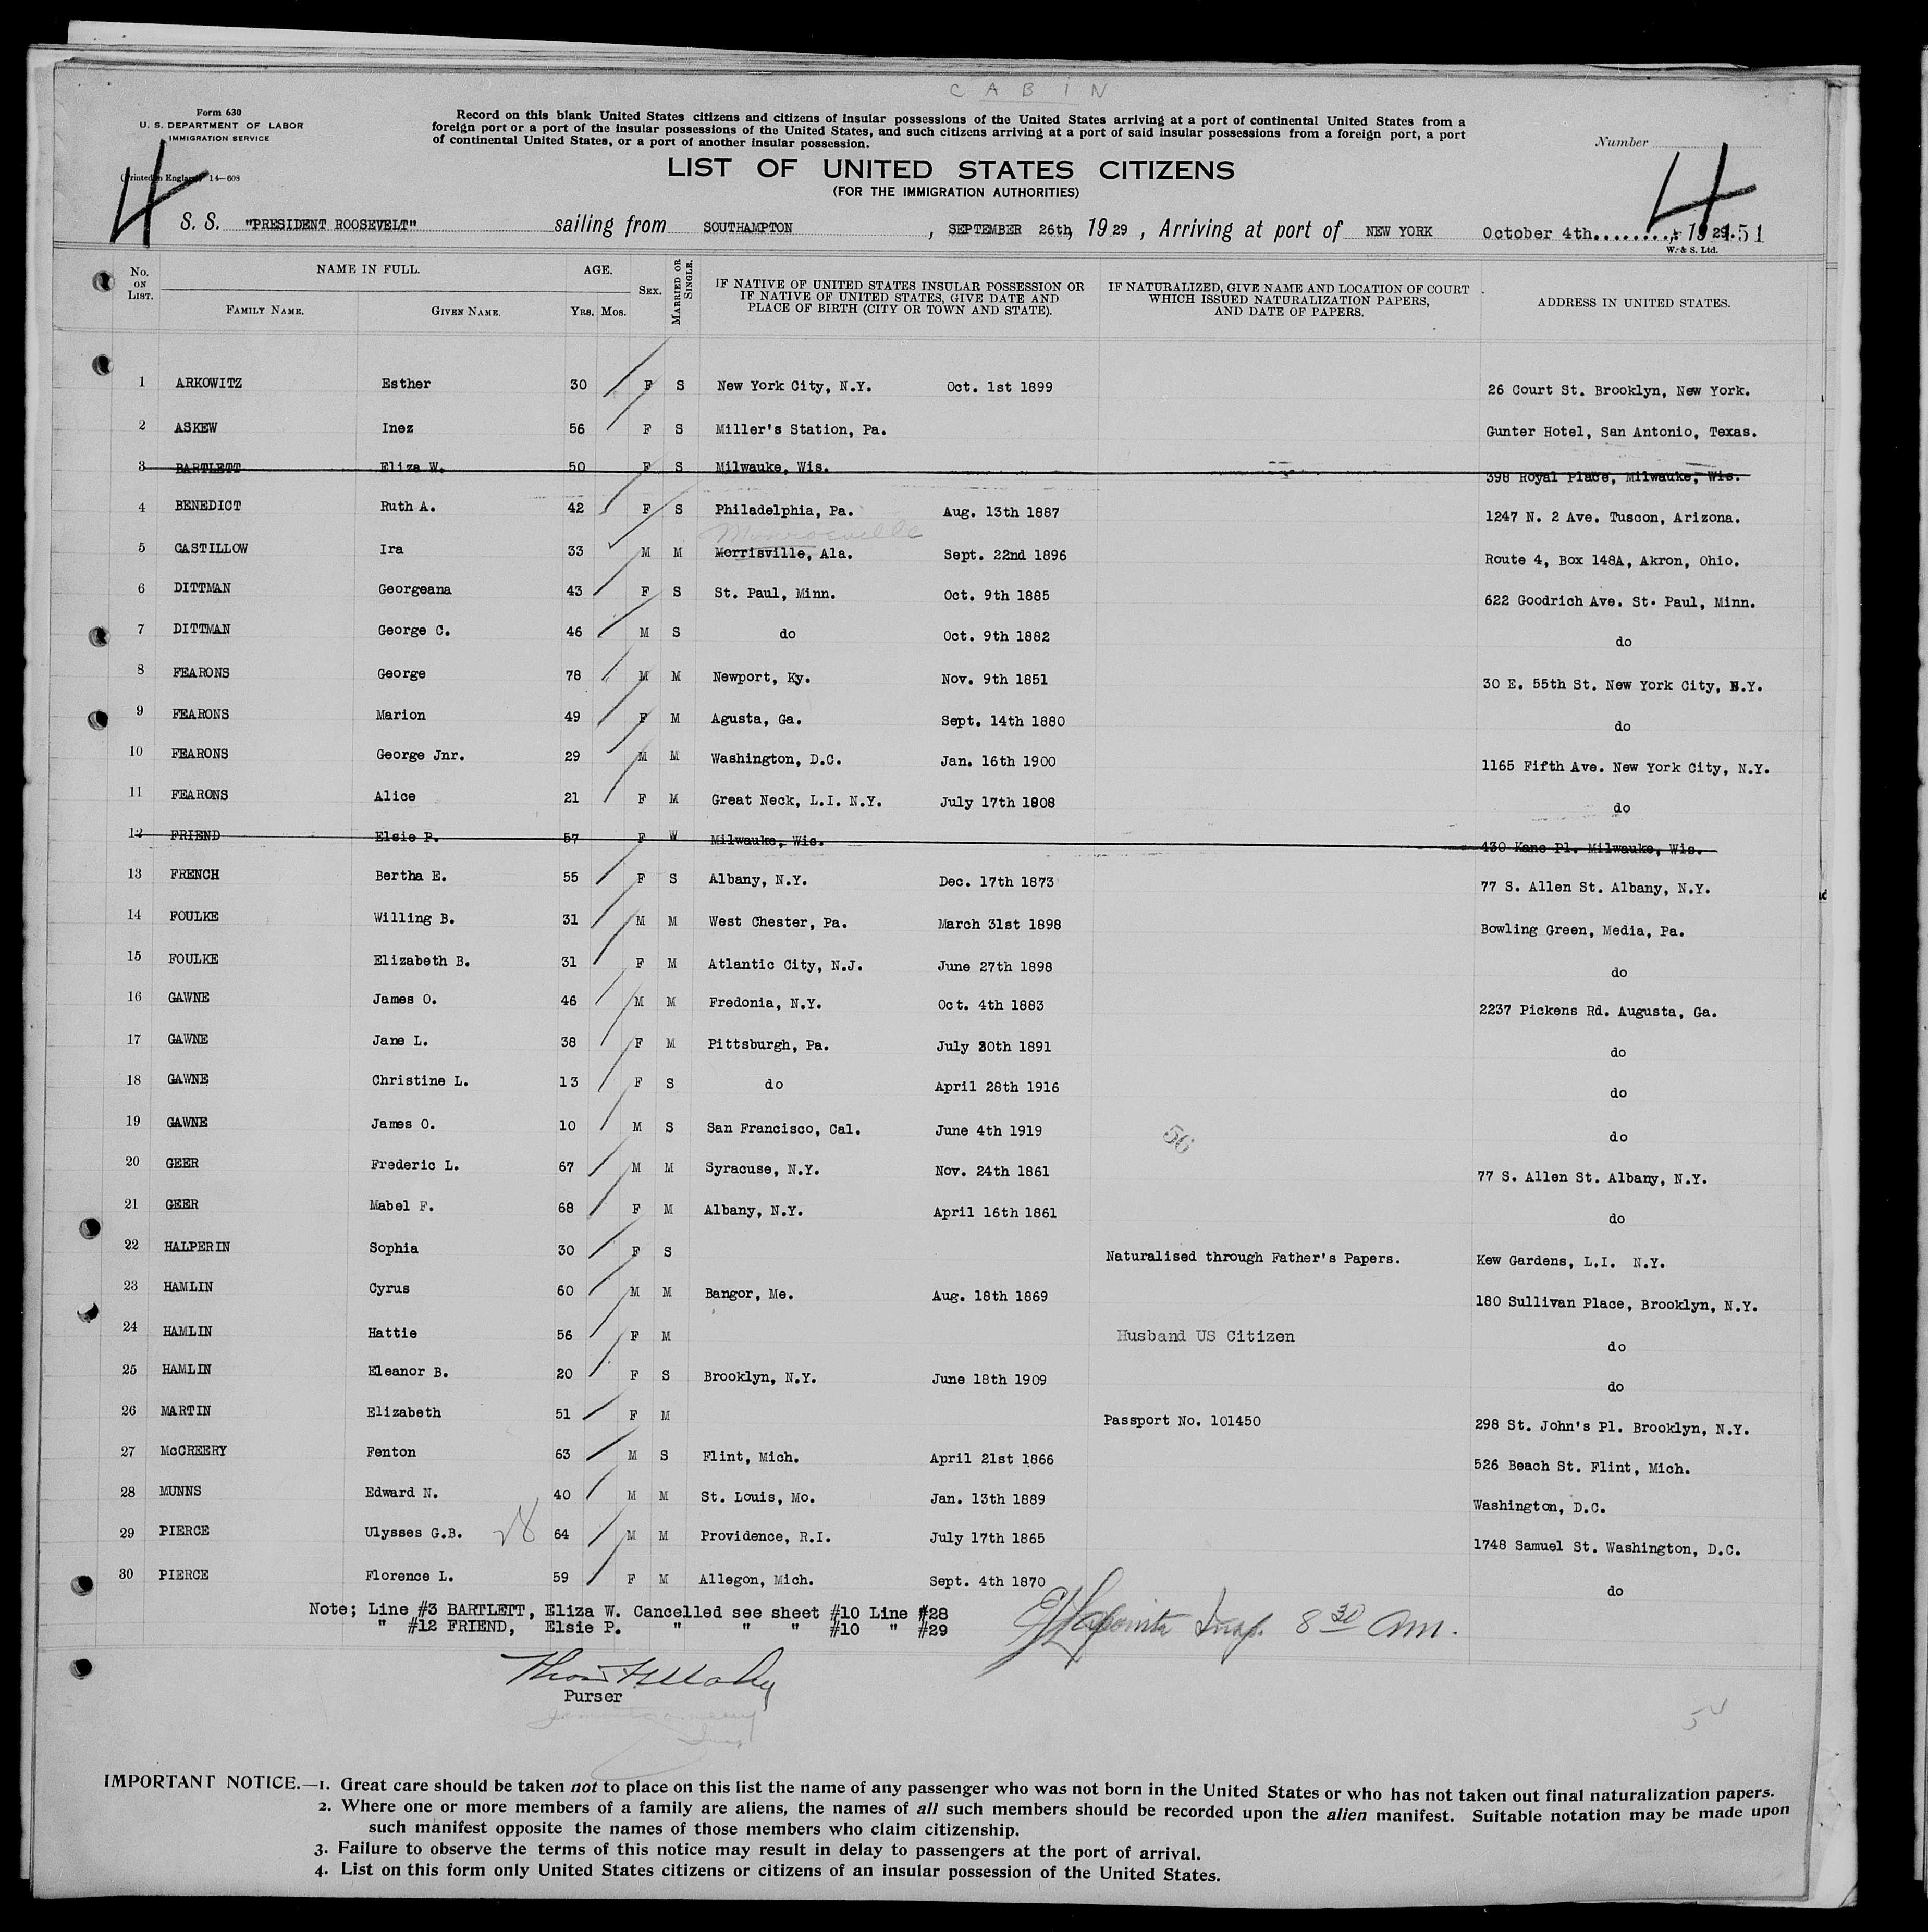 CABIN
Form 630
U. S. DEPARTMENT OF LABOR
IMMIGRATION SERVICE
(Printed in England) 14—608
Record on this blank United States citizens and citizens of insular possessions of the United States arriving at a port of continental United States from a
foreign port or a port of the insular possessions of the United States, and such citizens arriving at a port of said insular possessions from a foreign port, a port
of continental United States, or a port of another insular possession.
Number
4 4
LIST OF UNITED STATES CITIZENS
(FOR THE IMMIGRATION AUTHORITIES)
S. S. "PRESIDENT ROOSEVELT" sailing from SOUTHAMPTON, SEPTEMBER 26th, 1929, Arriving at port of NEW YORK October 4th........, 1929. 151
W. & S. Ltd.
No. ON LIST. NAME IN FULL. FAMILY NAME. GIVEN NAME. AGE. YRS. MOS. SEX. MARRIED OR SINGLE. IF NATIVE OF UNITED STATES INSULAR POSSESSION OR IF NATIVE OF UNITED STATES, GIVE DATE AND PLACE OF BIRTH (CITY OR TOWN AND STATE). IF NATURALIZED, GIVE NAME AND LOCATION OF COURT WHICH ISSUED NATURALIZATION PAPERS, AND DATE OF PAPERS. ADDRESS IN UNITED STATES.
1 ARKOWITZ Esther 30 F S New York City, N.Y. Oct. 1st 1899 26 Court St. Brooklyn, New York.
2 ASKEW Inez 56 F S Miller's Station, Pa. Gunter Hotel, San Antonio, Texas.
3 BARTLETT Eliza W. 50 F S Milwauke, Wis. 398 Royal Place, Milwauke, Wis.
4 BENEDICT Ruth A. 42 F S Philadelphia, Pa. Aug. 13th 1887 1247 N. 2 Ave. Tuscon, Arizona.
Monroeville
5 CASTILLOW Ira 33 M M Morrisville, Ala. Sept. 22nd 1896 Route 4, Box 148A, Akron, Ohio.
6 DITTMAN Georgeana 43 F S St. Paul, Minn. Oct. 9th 1885 622 Goodrich Ave. St. Paul, Minn.
7 DITTMAN George C. 46 M S do Oct. 9th 1882 do
8 FEARONS George 78 M M Newport, Ky. Nov. 9th 1851 30 E. 55th St. New York City, N.Y.
9 FEARONS Marion 49 F M Agusta, Ga. Sept. 14th 1880 do
10 FEARONS George Jnr. 29 M M Washington, D.C. Jan. 16th 1900 1165 Fifth Ave. New York City, N.Y.
11 FEARONS Alice 21 F M Great Neck, L.I. N.Y. July 17th 1908 do
12 FRIEND Elsie P. 57 F W Milwauke, Wis. 430 Kane Pl. Milwauke, Wis.
13 FRENCH Bertha E. 55 F S Albany, N.Y. Dec. 17th 1873 77 S. Allen St. Albany, N.Y.
14 FOULKE Willing B. 31 M M West Chester, Pa. March 31st 1898 Bowling Green, Media, Pa.
15 FOULKE Elizabeth B. 31 F M Atlantic City, N.J. June 27th 1898 do
16 GAWNE James O. 46 M M Fredonia, N.Y. Oct. 4th 1883 2237 Pickens Rd. Augusta, Ga.
17 GAWNE Jane L. 38 F M Pittsburgh, Pa. July 30th 1891 do
18 GAWNE Christine L. 13 F S do April 28th 1916 do
19 GAWNE James O. 10 M S San Francisco, Cal. June 4th 1919 do
56
20 GEER Frederic L. 67 M M Syracuse, N.Y. Nov. 24th 1861 77 S. Allen St. Albany, N.Y.
21 GEER Mabel F. 68 F M Albany, N.Y. April 16th 1861 do
22 HALPERIN Sophia 30 F S Naturalised through Father's Papers. Kew Gardens, L.I. N.Y.
23 HAMLIN Cyrus 60 M M Bangor, Me. Aug. 18th 1869 180 Sullivan Place, Brooklyn, N.Y.
24 HAMLIN Hattie 56 F M Husband US Citizen do
25 HAMLIN Eleanor B. 20 F S Brooklyn, N.Y. June 18th 1909 do
26 MARTIN Elizabeth 51 F M Passport No. 101450 298 St. John's Pl. Brooklyn, N.Y.
27 McCREERY Fenton 63 M S Flint, Mich. April 21st 1866 526 Beach St. Flint, Mich.
28 MUNNS Edward N. 40 M M St. Louis, Mo. Jan. 13th 1889 Washington, D.C.
29 PIERCE Ulysses G.B. 28 64 M M Providence, R.I. July 17th 1865 1748 Samuel St. Washington, D.C.
30 PIERCE Florence L. 59 F M Allegon, Mich. Sept. 4th 1870 do
Note; Line #3 BARTLETT, Eliza W. Cancelled see sheet #10 Line #28
" #12 FRIEND, Elsie P. " " " #10 " #29
Insp. 8 30 am.
Purser
IMPORTANT NOTICE.—1. Great care should be taken not to place on this list the name of any passenger who was not born in the United States or who has not taken out final naturalization papers.
2. Where one or more members of a family are aliens, the names of all such members should be recorded upon the alien manifest. Suitable notation may be made upon
such manifest opposite the names of those members who claim citizenship.
3. Failure to observe the terms of this notice may result in delay to passengers at the port of arrival.
4. List on this form only United States citizens or citizens of an insular possession of the United States.